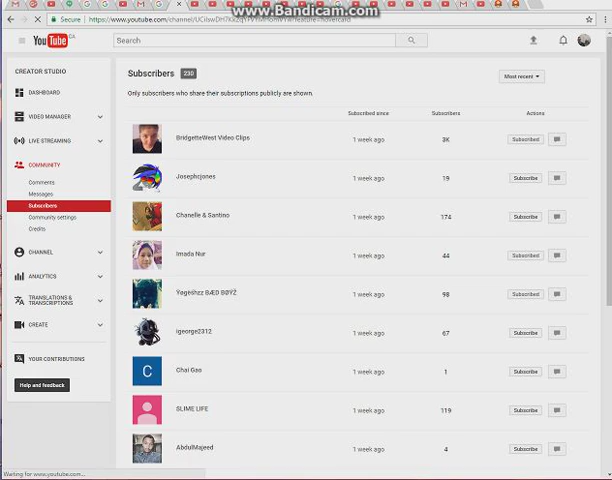 www.Bandicam.com
Secure https://www.youtube.com/channel/
YouTube CA
Search
CREATOR STUDIO
DASHBOARD
VIDEO MANAGER
LIVE STREAMING
COMMUNITY
Comments
Messages
Subscribers
Community settings
Credits
CHANNEL
ANALYTICS
TRANSLATIONS &
TRANSCRIPTIONS
CREATE
YOUR CONTRIBUTIONS
Help and feedback
Subscribers 230
Most recent
Only subscribers who share their subscriptions publicly are shown.
Subscribed since Subscribers Actions
BridgetteWest Video Clips 1 week ago 3K Subscribed
Josephcjones 1 week ago 19 Subscribe
Chanelle & Santino 1 week ago 174 Subscribe
Imada Nur 1 week ago 44 Subscribed
1 week ago 98 Subscribed
igeorge2312 1 week ago 67 Subscribe
C Chai Gao 1 week ago 1 Subscribe
SLIME LIFE 1 week ago 119 Subscribe
AbdulMajeed 1 week ago 4 Subscribe
Waiting for www.youtube.com...